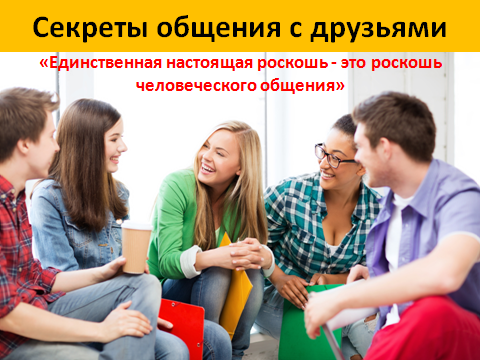 Секреты общения с друзьями
«Единственная настоящая роскошь - это роскошь
человеческого общения»